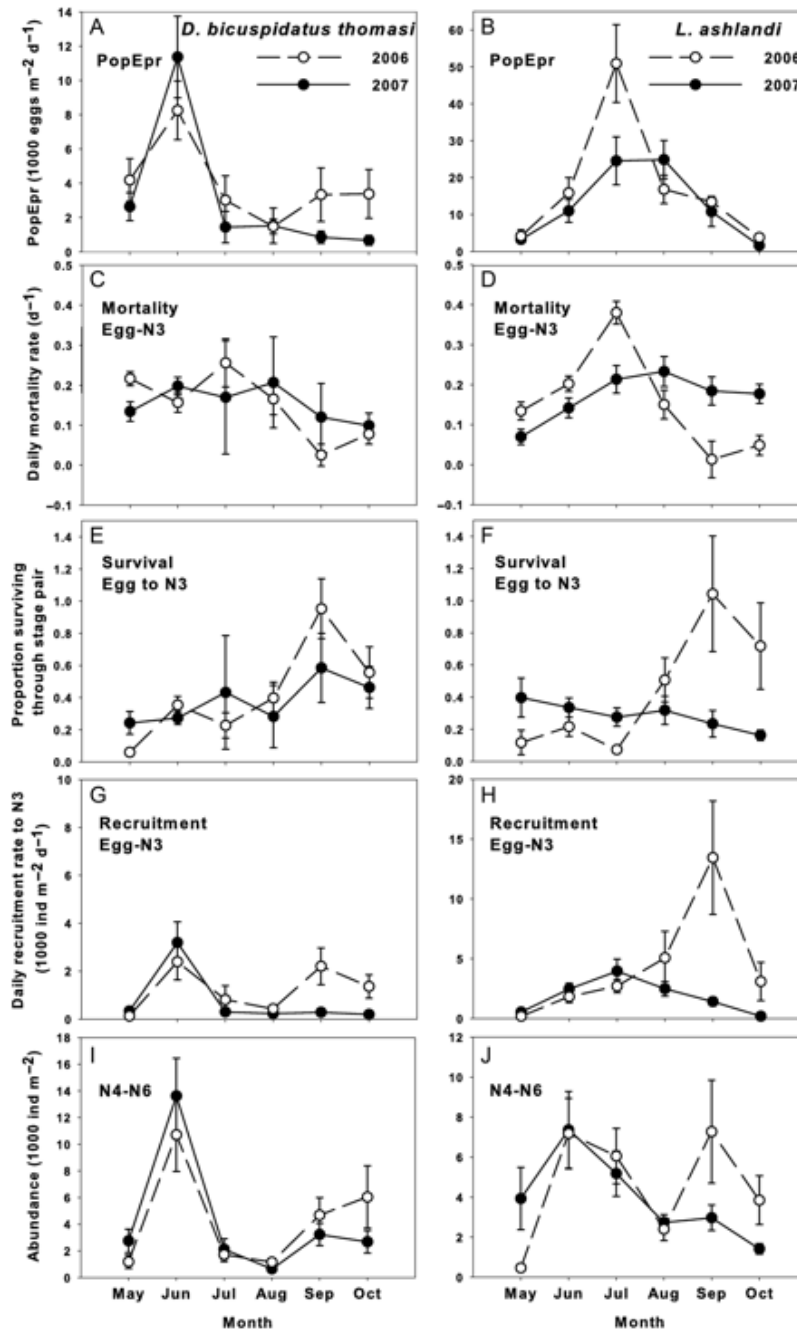 A
D. bicuspidatus thomasi
PopEpr
2006
2007
PopEpr (1000 eggs m−2 d−1)
14
12
10
8
6
4
2
0
B
L. ashlandi
PopEpr
2006
2007
60
50
40
30
20
10
0
C
Mortality
Egg-N3
Daily mortality rate (d−1)
0.5
0.4
0.3
0.2
0.1
0.0
−0.1
D
Mortality
Egg-N3
0.5
0.4
0.3
0.2
0.1
0.0
−0.1
E
Survival
Egg to N3
Proportion surviving
through stage pair
1.4
1.2
1.0
0.8
0.6
0.4
0.2
0.0
F
Survival
Egg to N3
1.4
1.2
1.0
0.8
0.6
0.4
0.2
0.0
G
Recruitment
Egg-N3
Daily recruitment rate to N3
(1000 ind m−2 d−1)
10
8
6
4
2
0
H
Recruitment
Egg-N3
20
15
10
5
0
I
N4-N6
Abundance (1000 ind m−2)
18
16
14
12
10
8
6
4
2
0
May Jun Jul Aug Sep Oct
Month
J
N4-N6
12
10
8
6
4
2
0
May Jun Jul Aug Sep Oct
Month